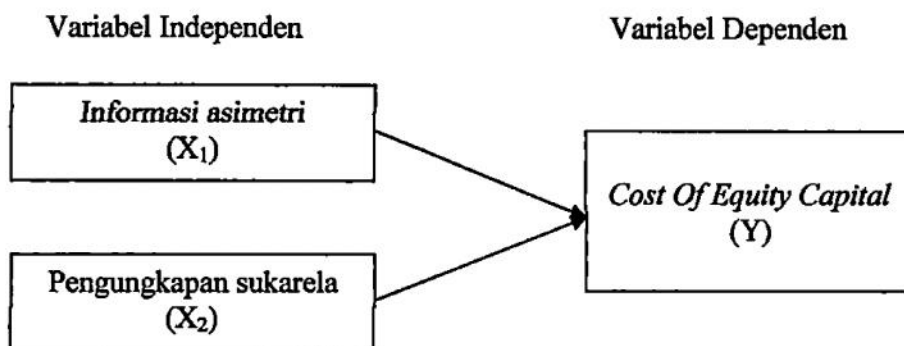 Variabel Independen
Variabel Dependen
Informasi asimetri
(X₁)
Pengungkapan sukarela
(X₂)
Cost Of Equity Capital
(Y)